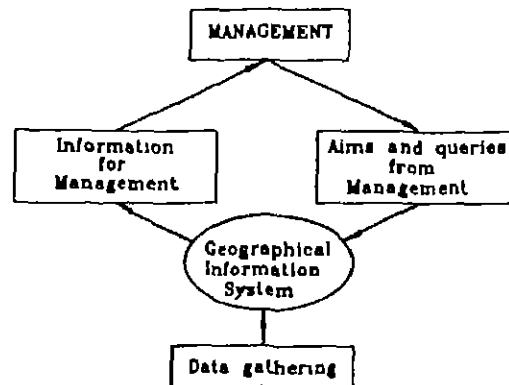 MANAGEMENT
Information
for
Management
Aims and queries
from
Management
Geographical
Information
System
Data gathering